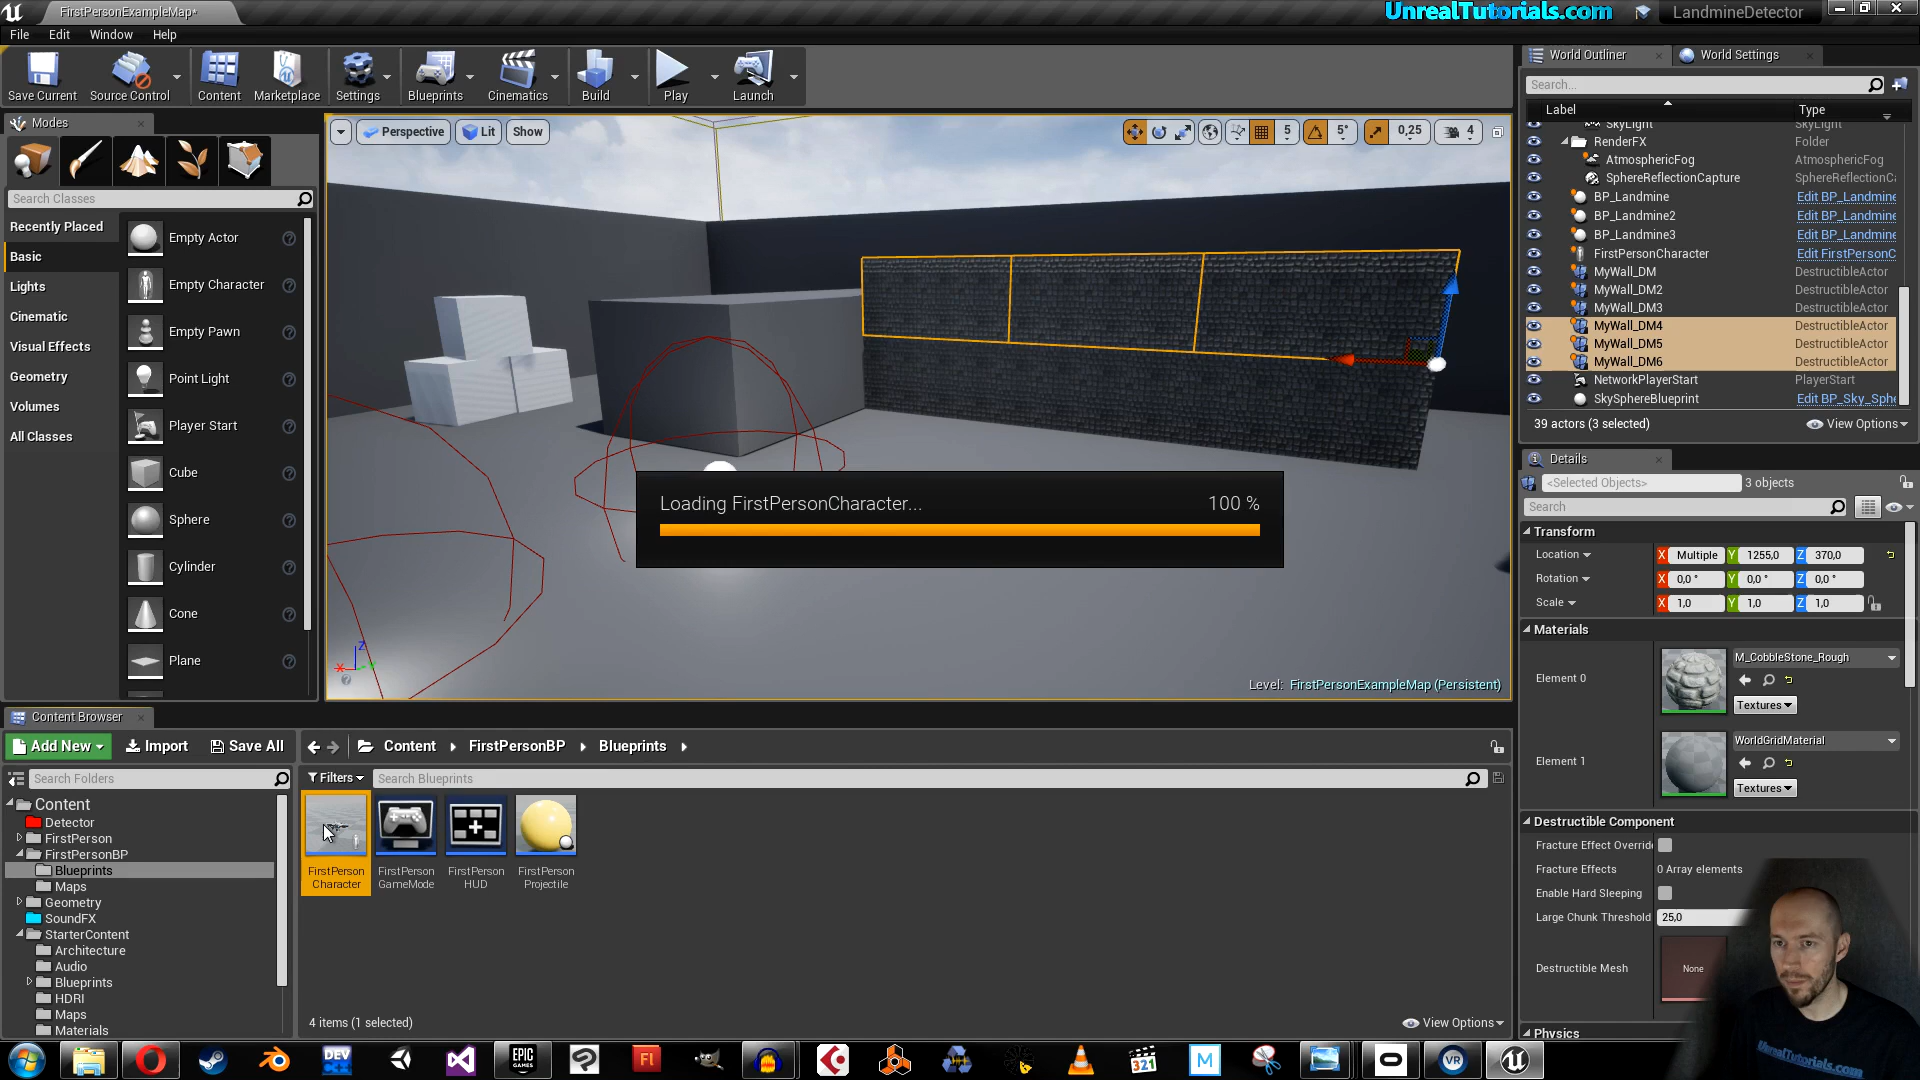 FirstPersonExampleMap*
UnrealTutorials.com
LandmineDetector
File Edit Window Help
Save Current Source Control Content Marketplace Settings Blueprints Cinematics Build Play Launch
Modes
Search Classes
Recently Placed
Basic
Lights
Cinematic
Visual Effects
Geometry
Volumes
All Classes
Empty Actor
Empty Character
Empty Pawn
Point Light
Player Start
Cube
Sphere
Cylinder
Cone
Plane
Perspective Lit Show
5 5° 0,25 4
Loading FirstPersonCharacter... 100 %
X Z
Level: FirstPersonExampleMap (Persistent)
World Outliner World Settings
Search...
Label Type
SkyLight SkyLight
RenderFX Folder
AtmosphericFog AtmosphericFog
SphereReflectionCapture SphereReflectionCa
BP_Landmine Edit BP_Landmine
BP_Landmine2 Edit BP_Landmine
BP_Landmine3 Edit BP_Landmine
FirstPersonCharacter Edit FirstPersonC
MyWall_DM DestructibleActor
MyWall_DM2 DestructibleActor
MyWall_DM3 DestructibleActor
MyWall_DM4 DestructibleActor
MyWall_DM5 DestructibleActor
MyWall_DM6 DestructibleActor
NetworkPlayerStart PlayerStart
SkySphereBlueprint Edit BP_Sky_Sphe
39 actors (3 selected) View Options
Details
<Selected Objects> 3 objects
Search
Transform
Location X Multiple Y 1255,0 Z 370,0
Rotation X 0,0 ° Y 0,0 ° Z 0,0 °
Scale X 1,0 Y 1,0 Z 1,0
Materials
Element 0
M_CobbleStone_Rough
Textures
Element 1
WorldGridMaterial
Textures
Destructible Component
Fracture Effect Overrid
Fracture Effects 0 Array elements
Enable Hard Sleeping
Large Chunk Threshold 25,0
Destructible Mesh None
Physics
Content Browser
Add New Import Save All
Content FirstPersonBP Blueprints
Search Folders
Filters Search Blueprints
Content
Detector
FirstPerson
FirstPersonBP
Blueprints
Maps
Geometry
SoundFX
StarterContent
Architecture
Audio
Blueprints
HDRI
Maps
Materials
FirstPerson
Character
FirstPerson
GameMode
FirstPerson
HUD
FirstPerson
Projectile
4 items (1 selected) View Options
DEV
EPIC
GAMES
Fl
321
M
VR
UnrealTutorials.com